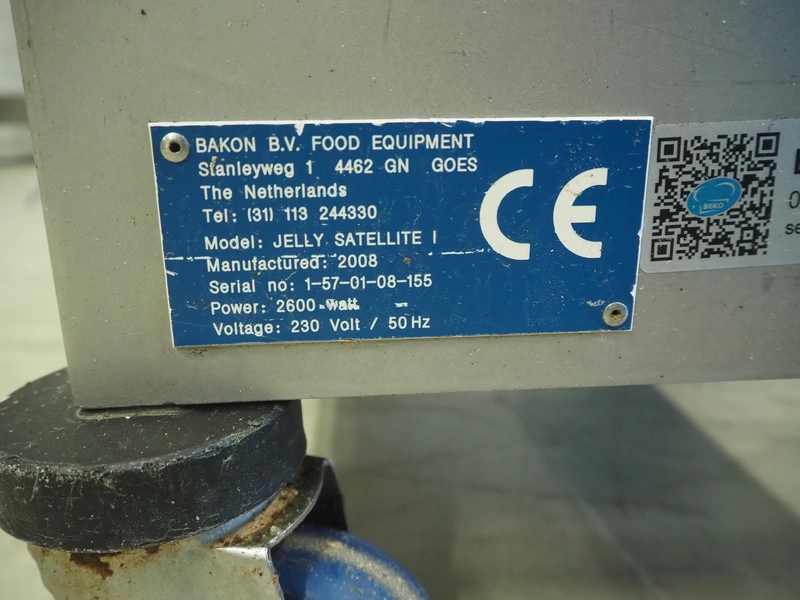 BAKON B.V. FOOD EQUIPMENT
Stanleyweg 1 4462 GN GOES
The Netherlands
Tel: (31) 113 244330
Model: JELLY SATELLITE I
Manufactured: 2008
Serial no: 1-57-01-08-155
Power: 2600 Watt
Voltage: 230 Volt / 50 Hz
CE
BEKO